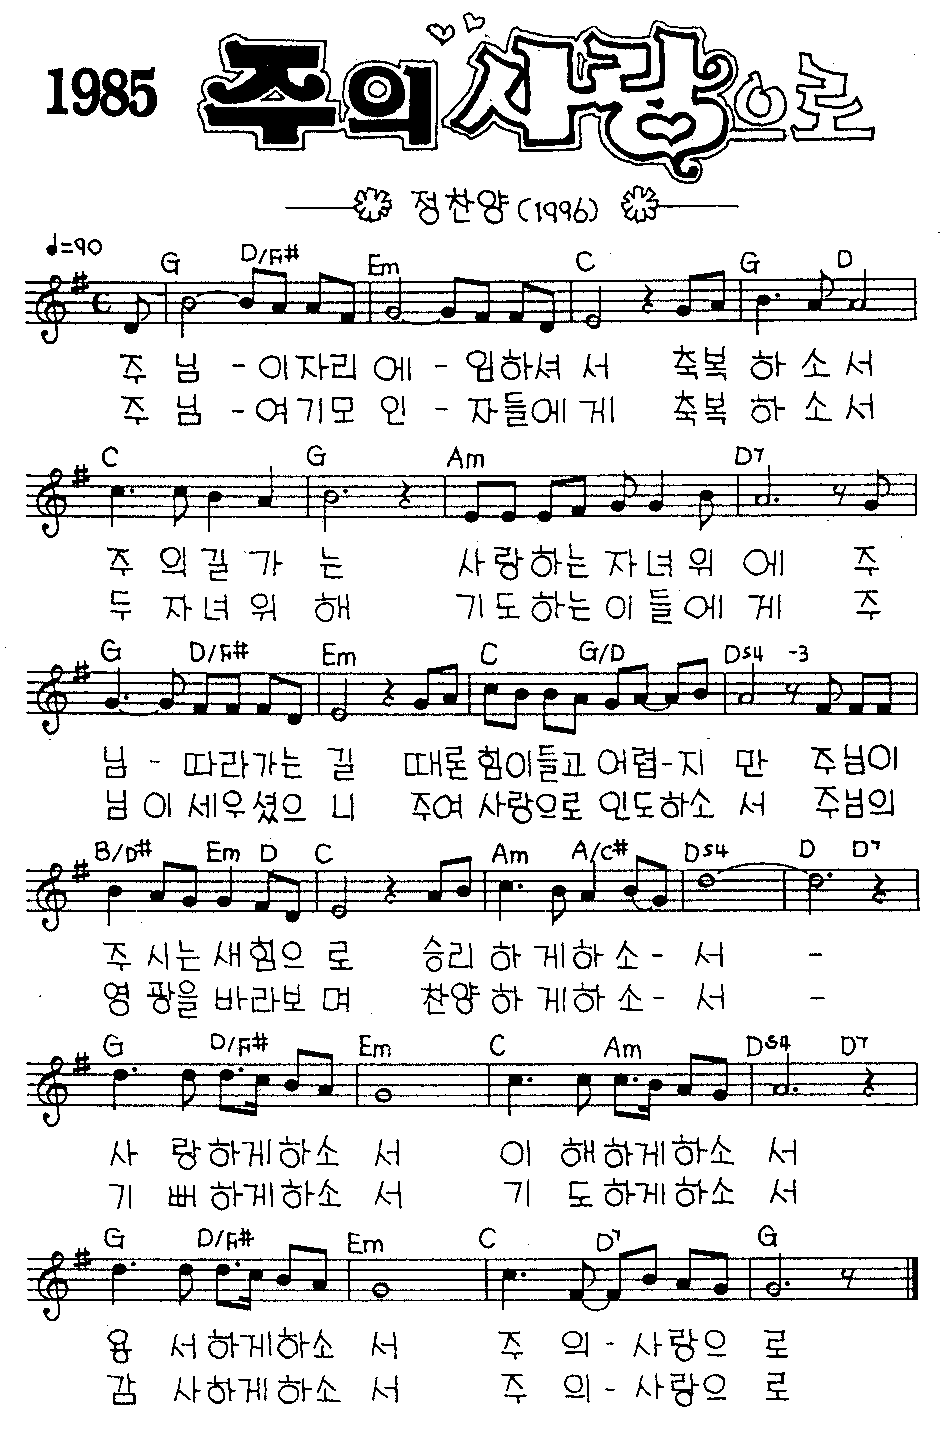 1985 주의 사랑으로
정찬양(1996)
♩=90
G D/F# Em C G D
주 님 - 이자리 에 - 임하셔 서 축복 하 소 서
주 님 - 여기모 인 - 자들에 게 축복 하 소 서
C G Am D7
주 의 길 가 는 사 랑 하 는 자 녀 위 에 주
두 자 녀 위 해 기 도 하 는 이 들 에 게 주
G D/F# Em C G/D Ds4 -3
님 - 따라가는 길 때론 힘이들고 어렵-지 만 주님이
님 이 세우셨으 니 주여 사랑으로 인도하소 서 주님의
B/D# Em D C Am A/C# Ds4 D D7
주 시는 새힘으 로 승리 하 게하 소 - 서 -
영 광을 바라보 며 찬양 하 게하 소 - 서 -
G D/F# Em C Am Ds4 D7
사 랑하게하소 서 이 해하게하소 서
기 뻐하게하소 서 기 도하게하소 서
G D/F# Em C D7 G
용 서하게하소 서 주 의 - 사랑으 로
감 사하게하소 서 주 의 - 사랑으 로